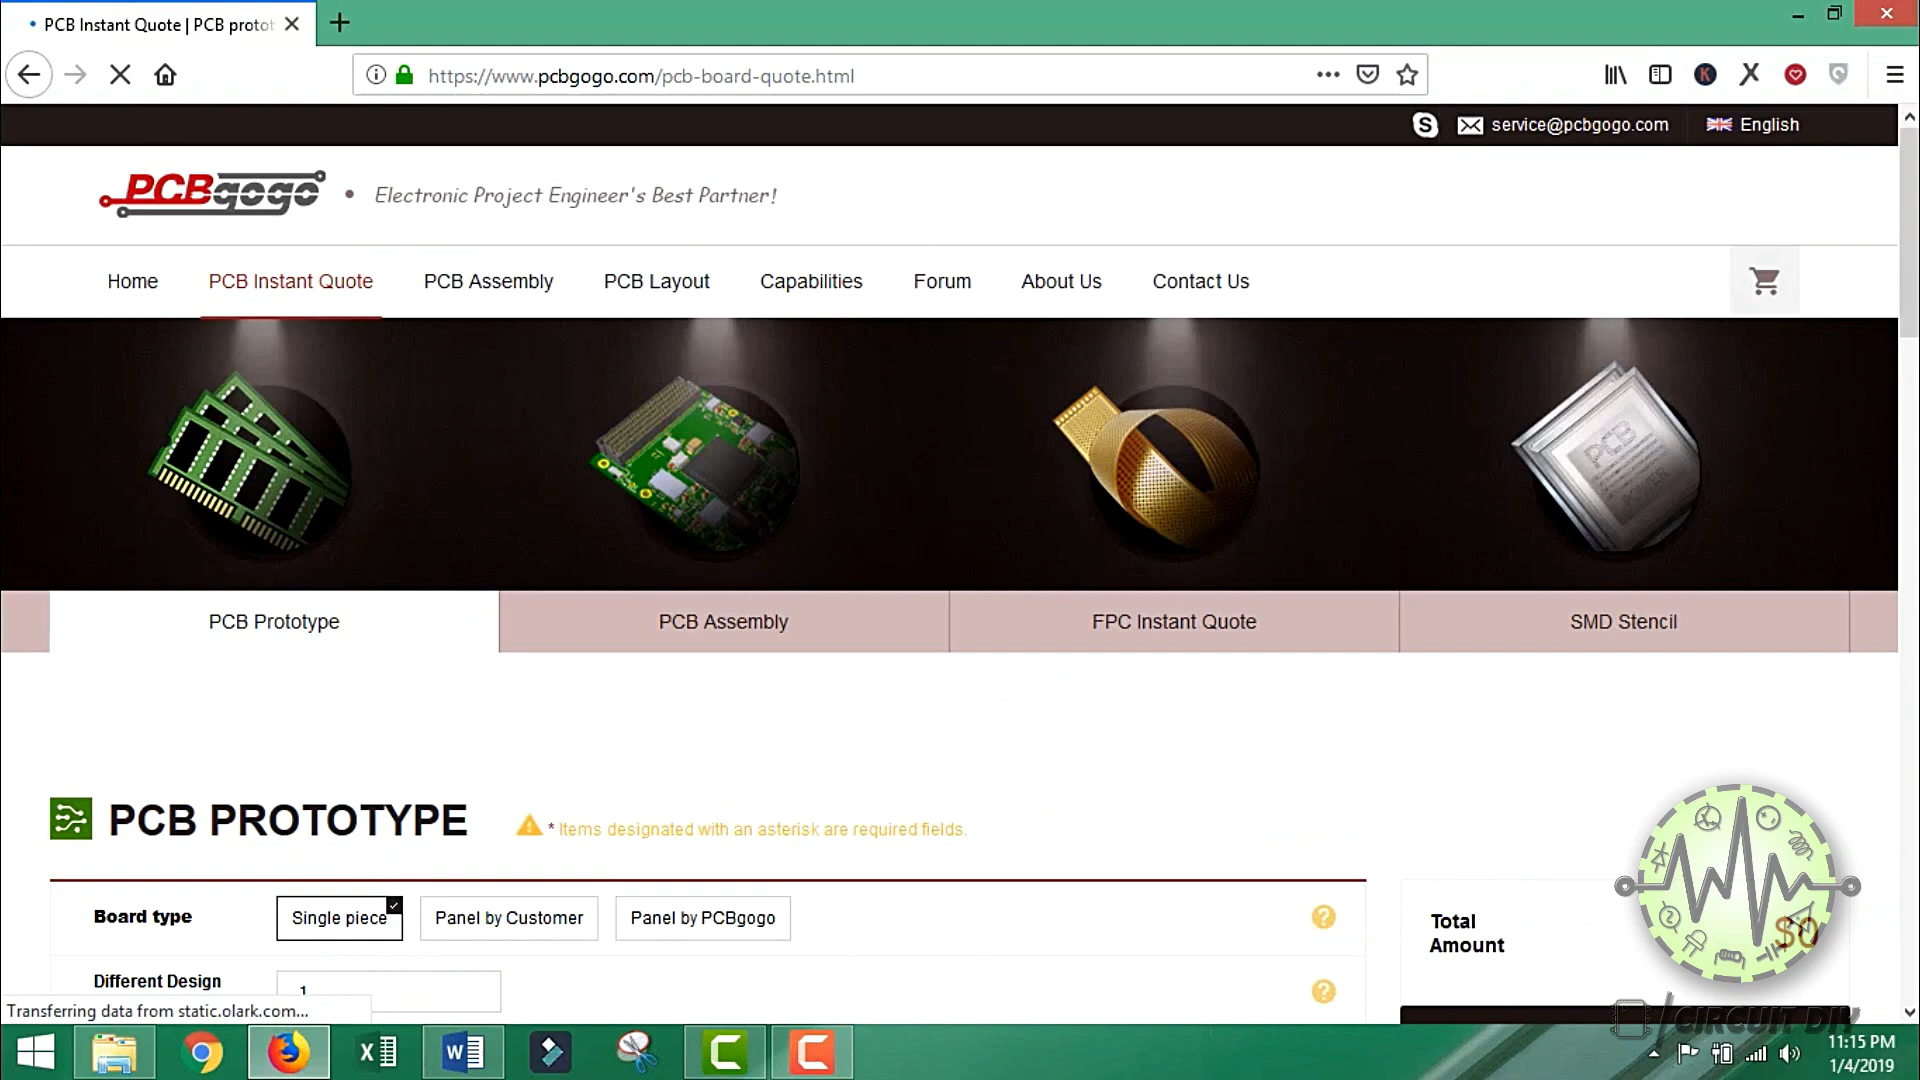 PCB Instant Quote | PCB protot
https://www.pcbgogo.com/pcb-board-quote.html
service@pcbgogo.com
English
PCBgogo
Electronic Project Engineer's Best Partner!
Home
PCB Instant Quote
PCB Assembly
PCB Layout
Capabilities
Forum
About Us
Contact Us
PCB Prototype
PCB Assembly
FPC Instant Quote
SMD Stencil
PCB PROTOTYPE
* Items designated with an asterisk are required fields.
Board type
Single piece
Panel by Customer
Panel by PCBgogo
Total
Amount
$0
Different Design
1
Transferring data from static.olark.com...
CIRCUIT DIY
11:15 PM
1/4/2019